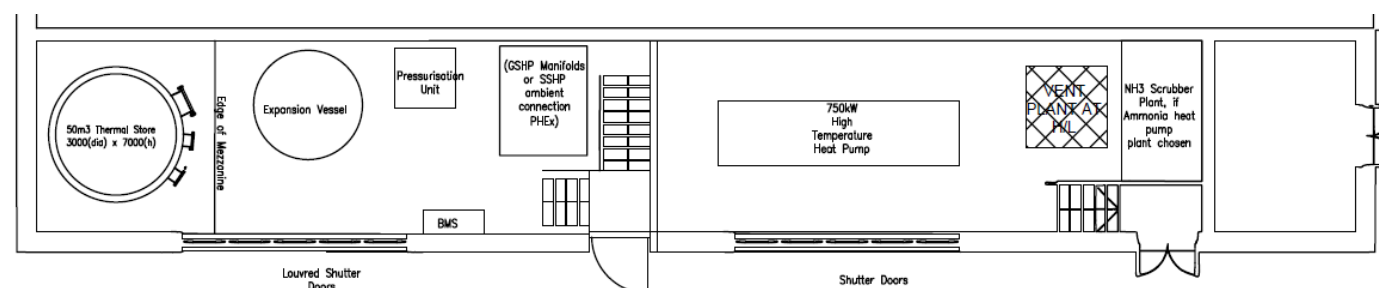 50m3 Thermal Store
3000(dia) x 7000(h)
Edge of Mezzanine
Expansion Vessel
Pressurisation
Unit
(GSHP Manifolds
or SSHP
ambient
connection
PHEx)
BMS
750kW
High
Temperature
Heat Pump
VENT
PLANT AT
H/L
NH3 Scrubber
Plant, if
Ammonia heat
pump
plant chosen
Louvred Shutter
Doors
Shutter Doors